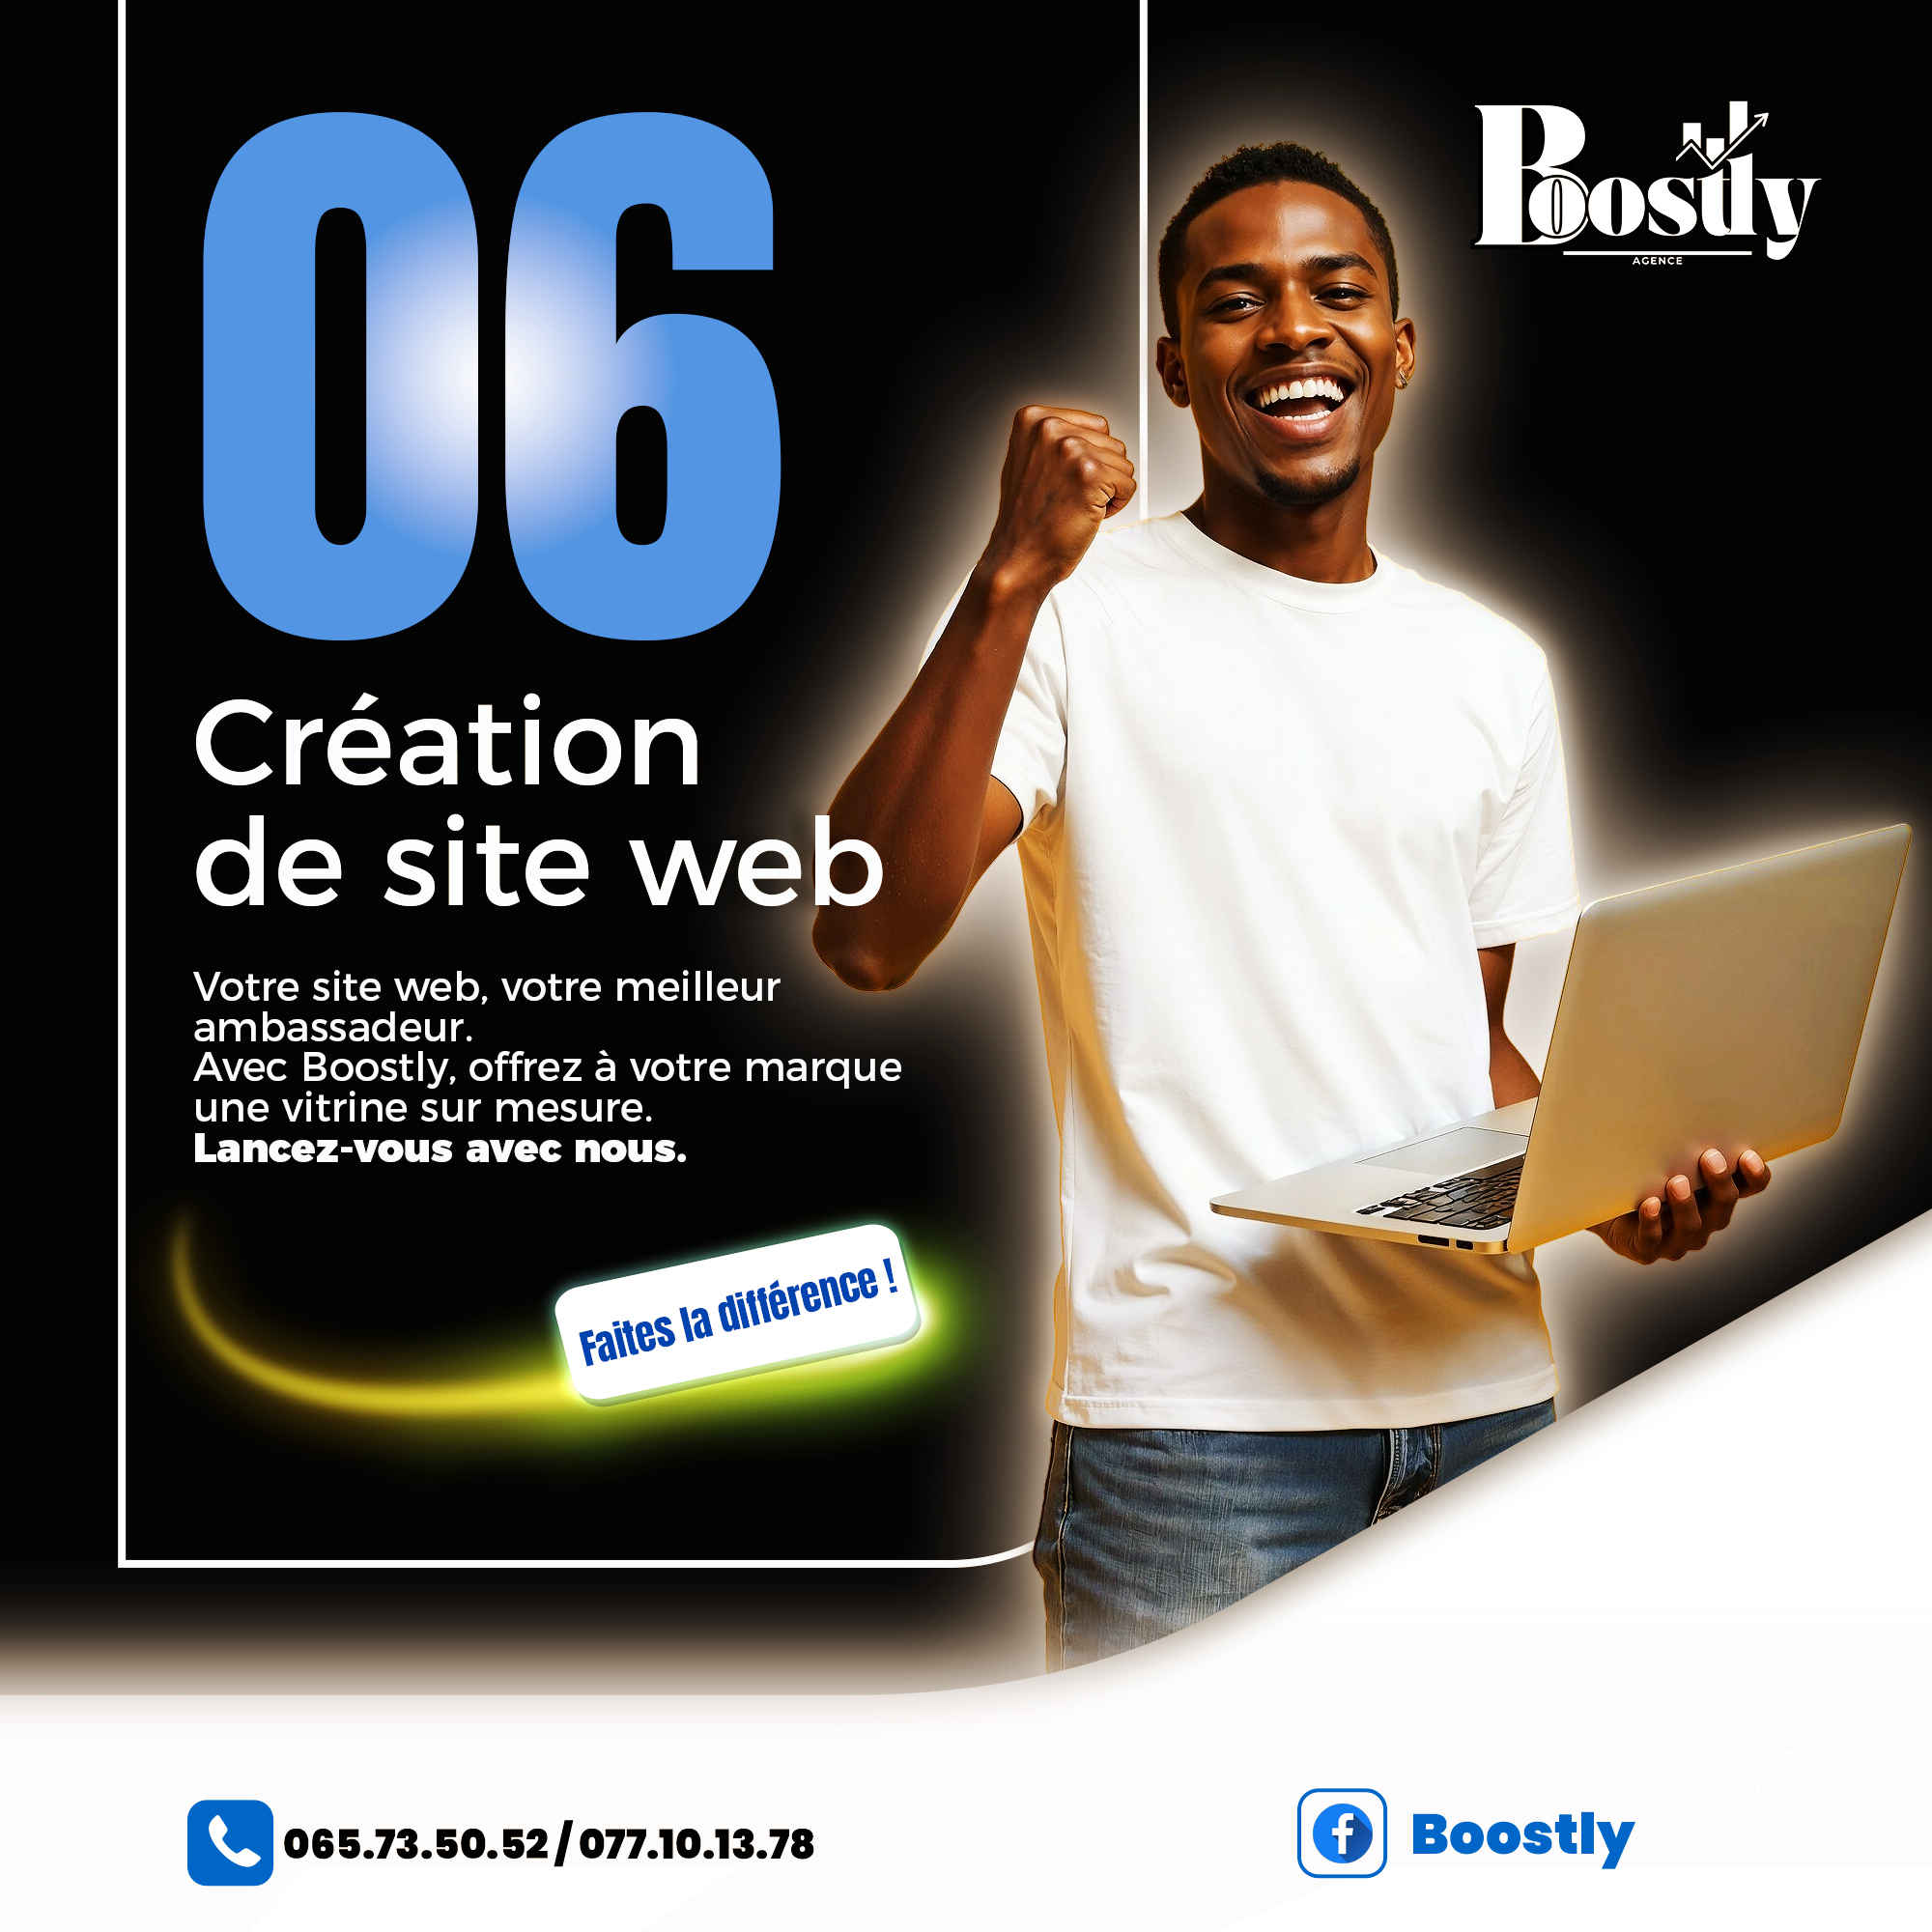 06
Boostly
AGENCE
Création
de site web
Votre site web, votre meilleur
ambassadeur.
Avec Boostly, offrez à votre marque
une vitrine sur mesure.
Lancez-vous avec nous.
Faites la différence !
065.73.50.52 / 077.10.13.78
Boostly